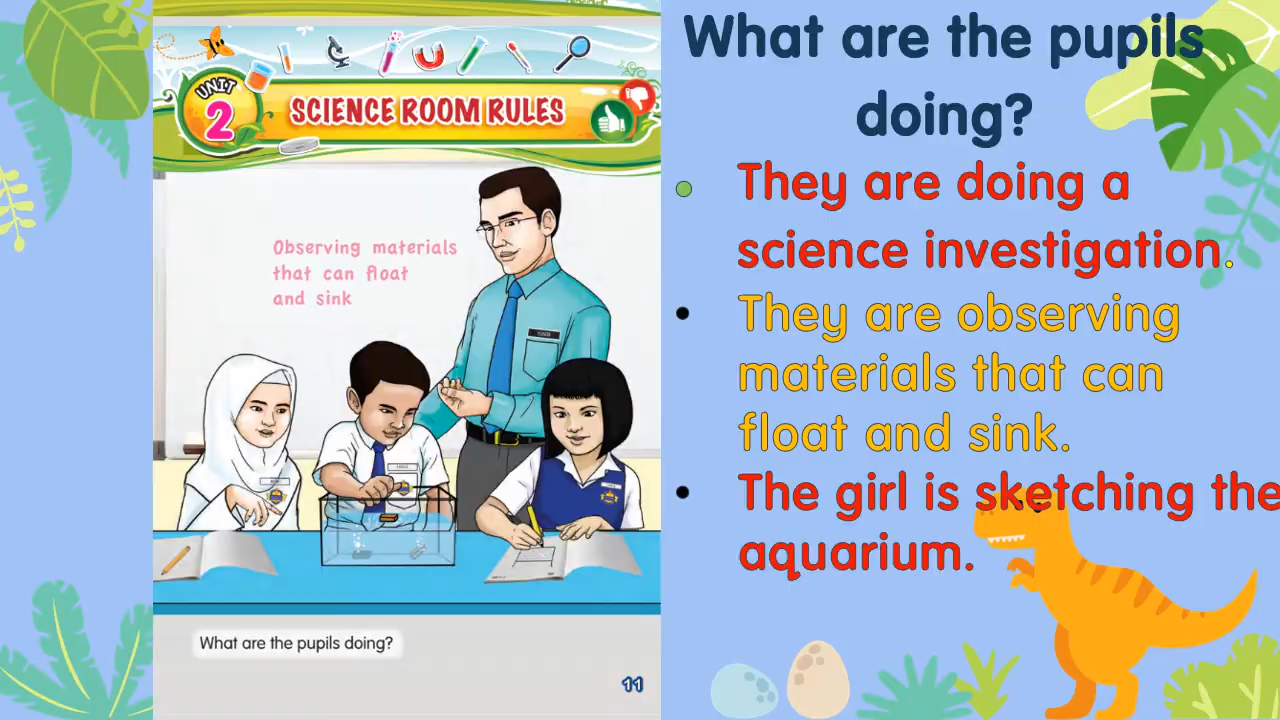 UNIT
2
SCIENCE ROOM RULES
Observing materials
that can float
and sink
What are the pupils doing?
11
What are the pupils
doing?
They are doing a
science investigation.
They are observing
materials that can
float and sink.
The girl is sketching the
aquarium.